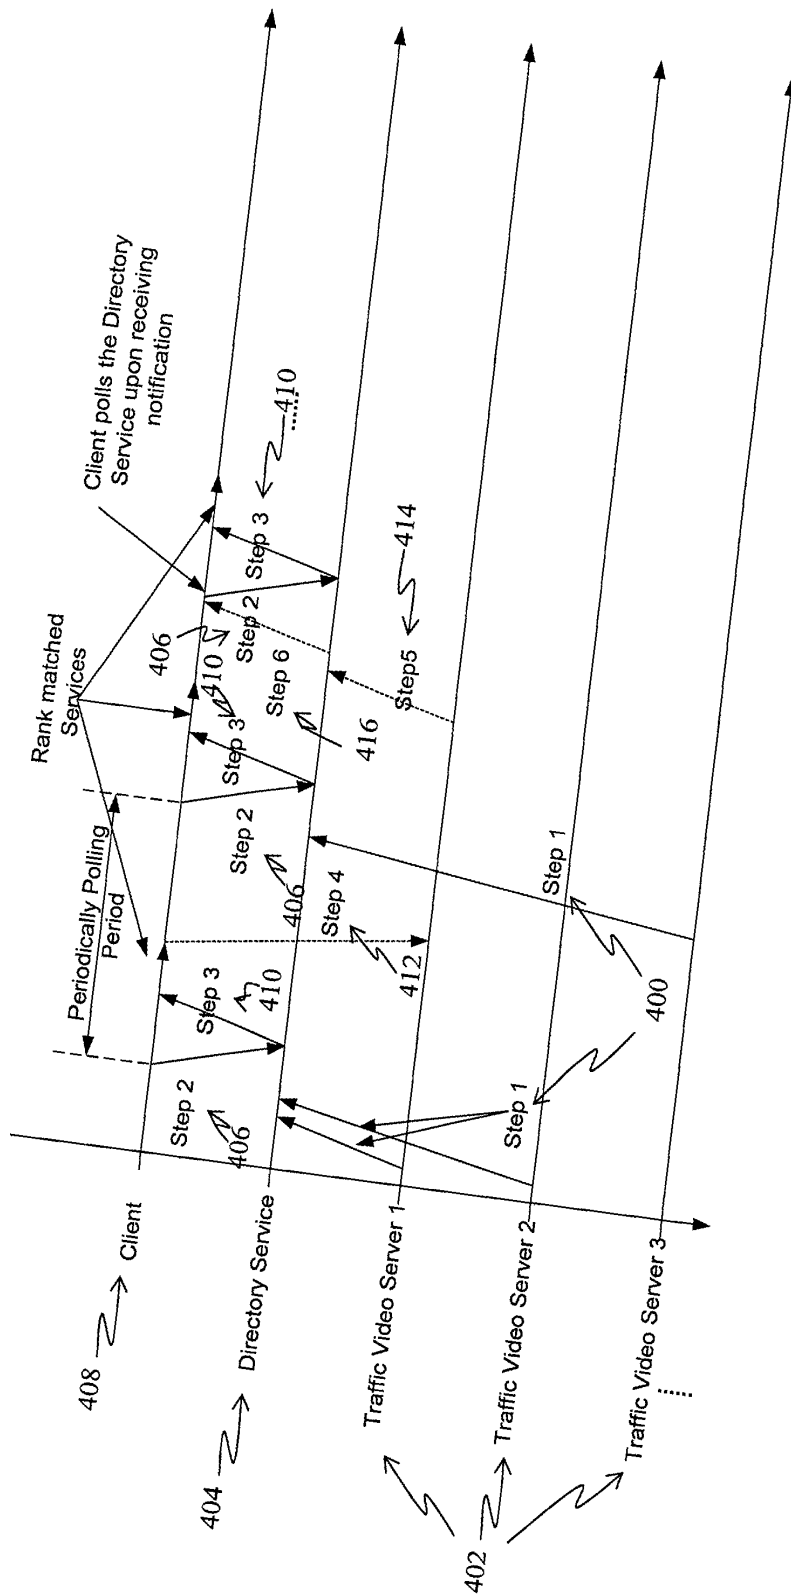 Client polls the Directory
Service upon receiving
notification
Rank matched
Services
Periodically Polling
Period
408
Client
Step 2
406
Step 3
410
Step 2
406
Step 3
410
Step 6
416
406
Step 2
Step 3
410
404
Directory Service
Step 4
412
Step5
414
402
Traffic Video Server 1
Traffic Video Server 2
Traffic Video Server 3
Step 1
Step 1
400